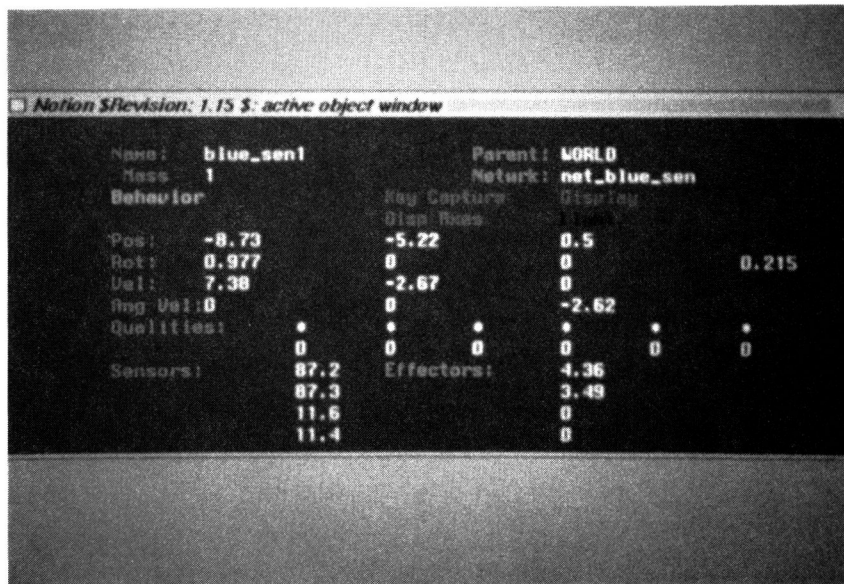 Notion $Revision: 1.15 $: active object window
Name: blue_sen1 Parent: WORLD
Mass 1 Netwrk: net_blue_sen
Behavior Key Capture Display
Disp Axes
Pos: -8.73 -5.22 0.5
Rot: 0.977 0 0 0.215
Vel: 7.38 -2.67 0
Ang Vel: 0 0 -2.62
Qualities: • • • • • •
0 0 0 0 0 0
Sensors: 87.2 Effectors: 4.36
87.3 3.49
11.6 0
11.4 0